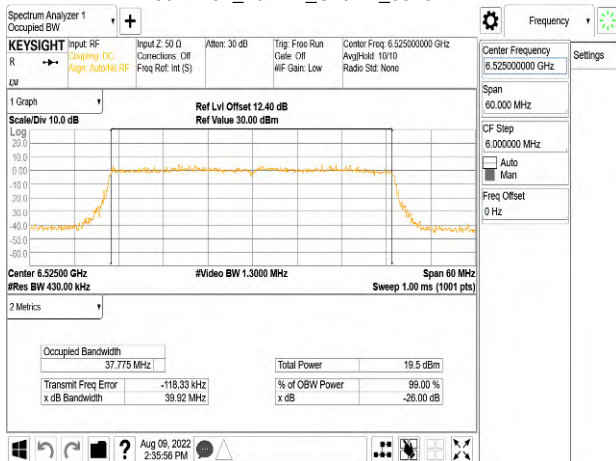 Spectrum Analyzer 1
Occupied BW
Frequency
KEYSIGHT
R
Input: RF
Coupling: DC
Align: Auto/No RF
Input Z: 50 Ω
Corrections: Off
Freq Ref: Int (S)
Atten: 30 dB
Trig: Free Run
Gate: Off
#IF Gain: Low
Center Freq: 6.525000000 GHz
Avg|Hold: 10/10
Radio Std: None
Center Frequency
6.525000000 GHz
Settings
Span
60.000 MHz
CF Step
6.000000 MHz
Auto
Man
Freq Offset
0 Hz
1 Graph
Scale/Div 10.0 dB
Ref Lvl Offset 12.40 dB
Ref Value 30.00 dBm
Log
20.0
10.0
0.00
-10.0
-20.0
-30.0
-40.0
-50.0
-60.0
Center 6.52500 GHz
#Res BW 430.00 kHz
#Video BW 1.3000 MHz
Span 60 MHz
Sweep 1.00 ms (1001 pts)
2 Metrics
Occupied Bandwidth
37.775 MHz
Total Power 19.5 dBm
Transmit Freq Error -118.33 kHz
% of OBW Power 99.00 %
x dB Bandwidth 39.92 MHz
x dB -26.00 dB
?
Aug 09, 2022
2:35:56 PM